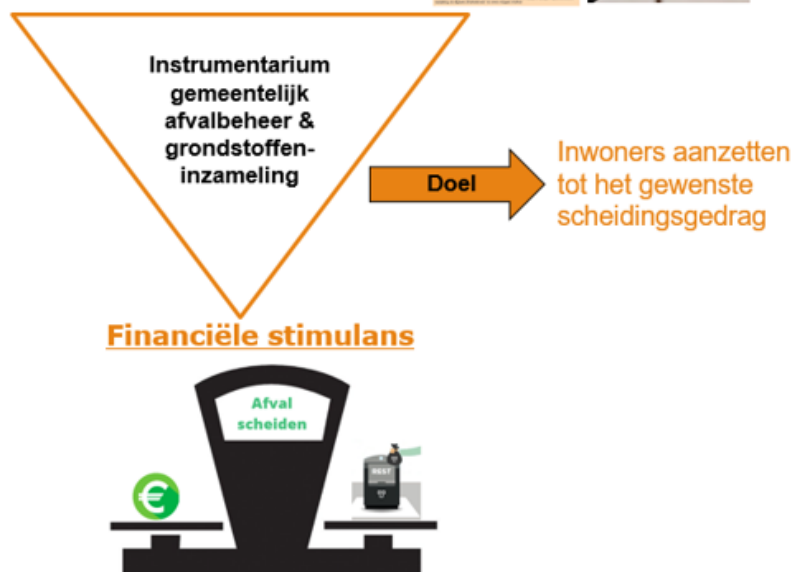 Instrumentarium
gemeentelijk
afvalbeheer &
grondstoffen-
inzameling
Doel
Inwoners aanzetten
tot het gewenste
scheidingsgedrag
Financiële stimulans
Afval
scheiden
€
REST